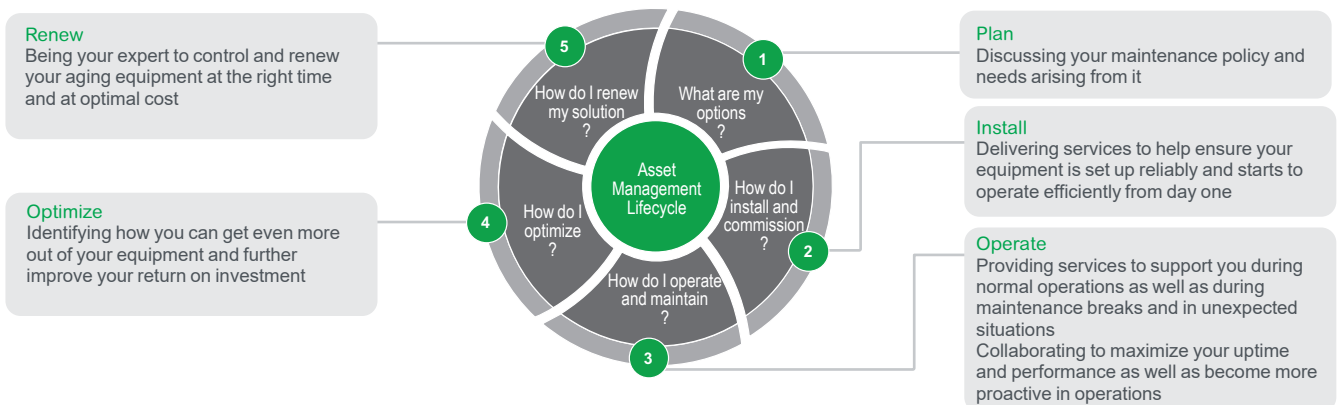 Renew
Being your expert to control and renew
your aging equipment at the right time
and at optimal cost
Optimize
Identifying how you can get even more
out of your equipment and further
improve your return on investment
5
How do I renew
my solution
?
1
What are my
options
?
Asset
Management
Lifecycle
4
How do I
optimize
?
How do I
install and
commission
?
2
How do I operate
and maintain
?
3
Plan
Discussing your maintenance policy and
needs arising from it
Install
Delivering services to help ensure your
equipment is set up reliably and starts to
operate efficiently from day one
Operate
Providing services to support you during
normal operations as well as during
maintenance breaks and in unexpected
situations
Collaborating to maximize your uptime
and performance as well as become more
proactive in operations